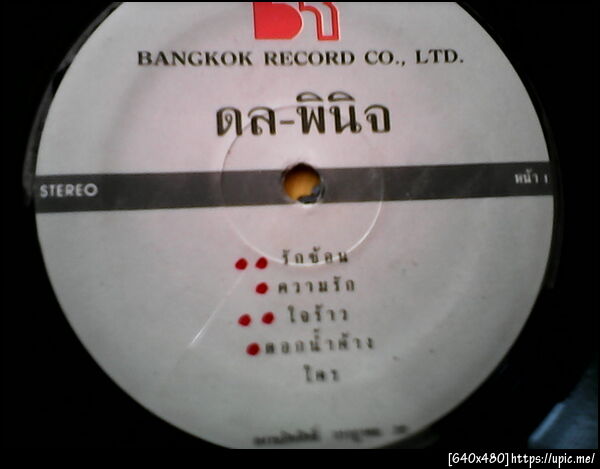 BANGKOK RECORD CO., LTD.
ดล-พินิจ
STEREO
หน้า 1
รักซ้อน
ความรัก
ใจร้าว
ดอกน้ำค้าง
ใคร
[640x480]https://upic.me/